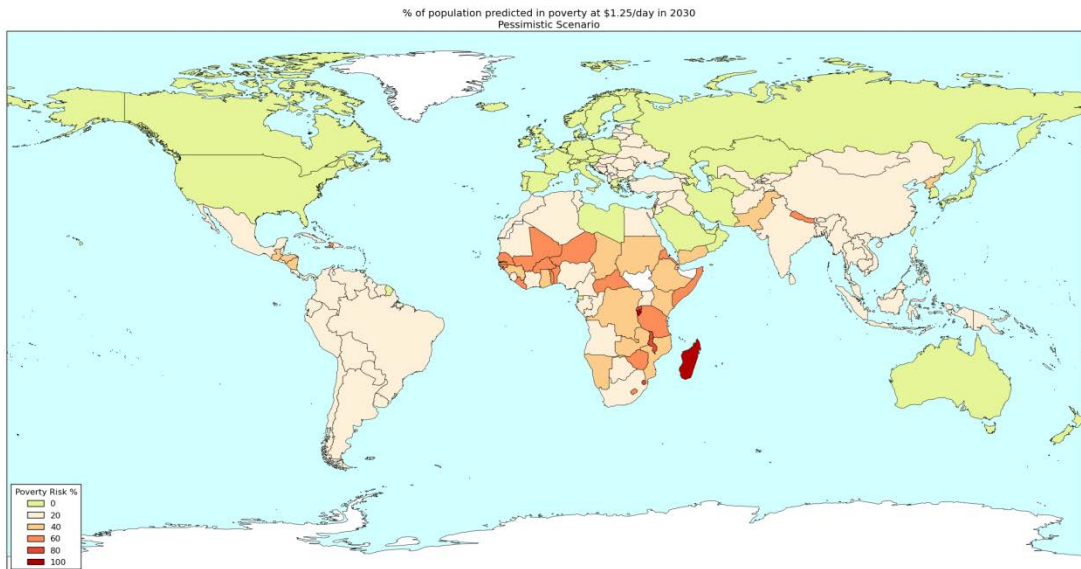 % of population predicted in poverty at $1.25/day in 2030
Pessimistic Scenario
Poverty Risk %
0
20
40
60
80
100